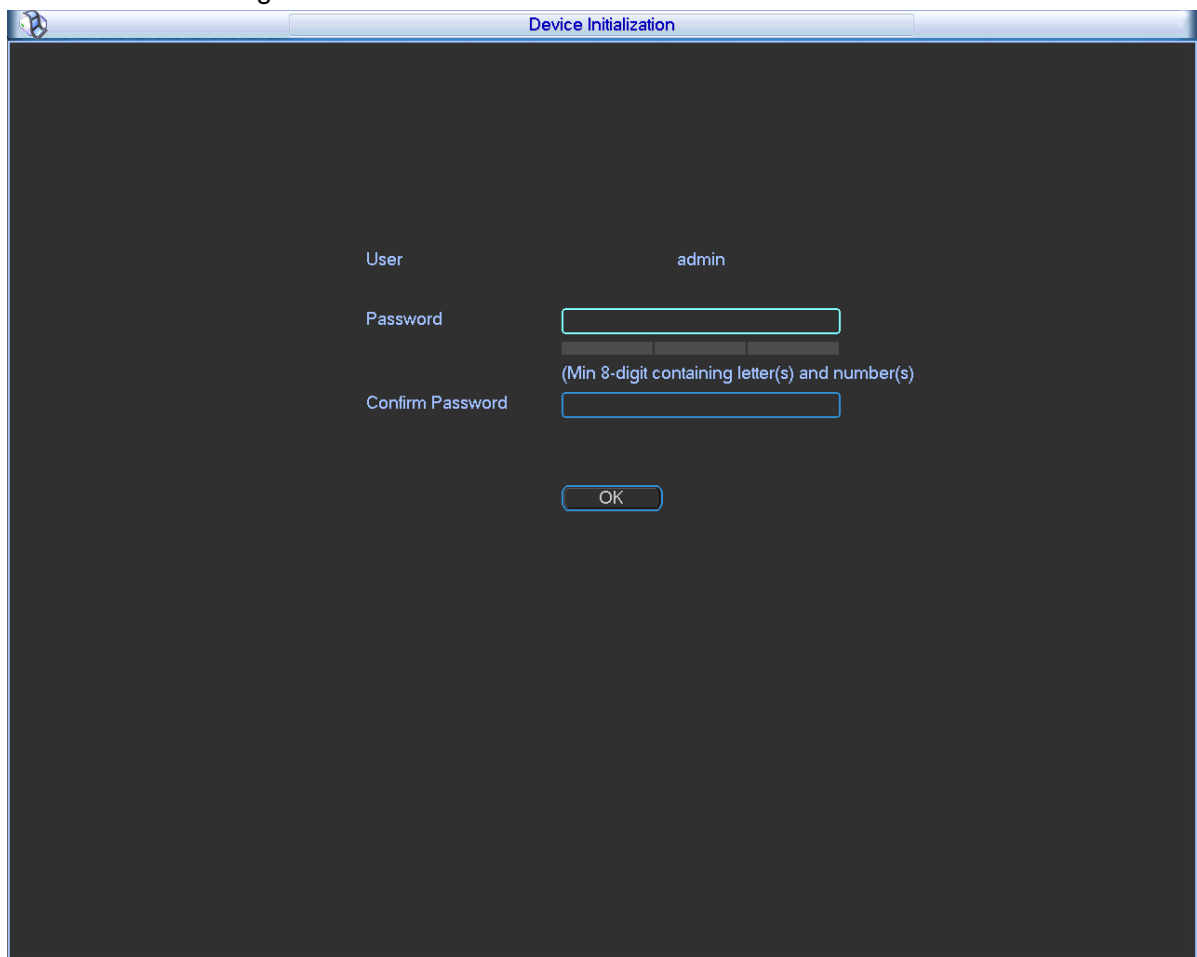 Device Initialization
User admin
Password
(Min 8-digit containing letter(s) and number(s)
Confirm Password
OK